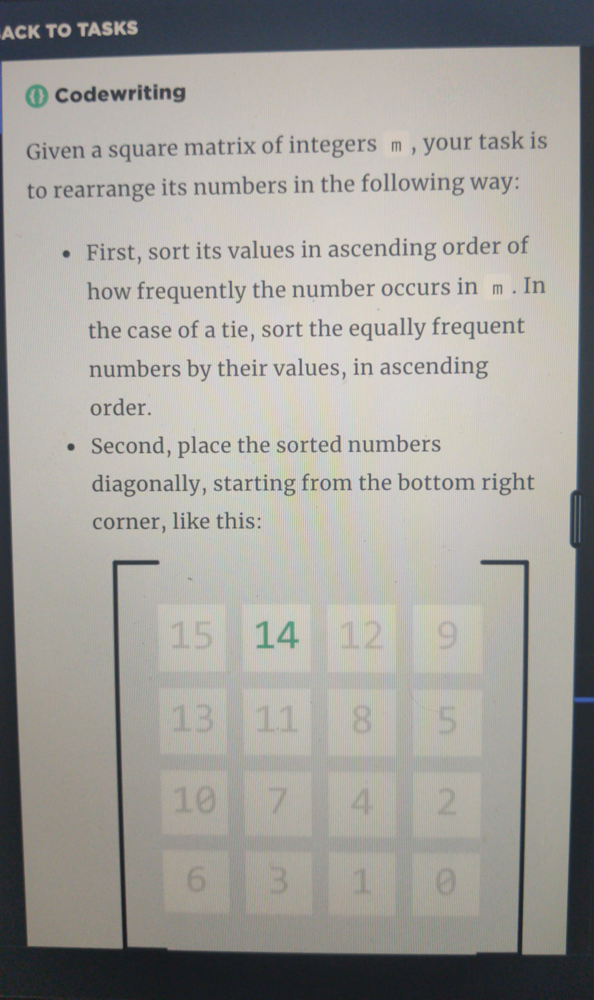 ACK TO TASKS
Codewriting
Given a square matrix of integers m , your task is
to rearrange its numbers in the following way:
• First, sort its values in ascending order of
how frequently the number occurs in m . In
the case of a tie, sort the equally frequent
numbers by their values, in ascending
order.
• Second, place the sorted numbers
diagonally, starting from the bottom right
corner, like this:
15 14 12 9
13 11 8 5
10 7 4 2
6 3 1 0